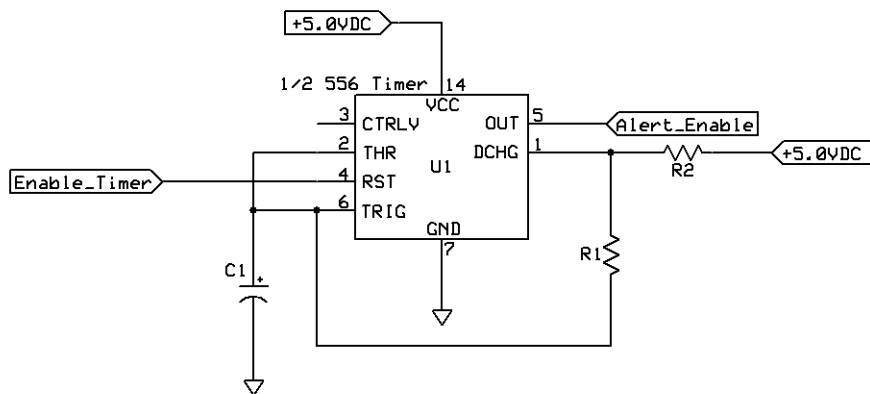 +5.0VDC
1/2 556 Timer
14
VCC
3
CTRLV
OUT
5
Alert_Enable
2
THR
DCHG
1
+5.0VDC
U1
R2
Enable_Timer
4
RST
6
TRIG
GND
7
R1
C1
+